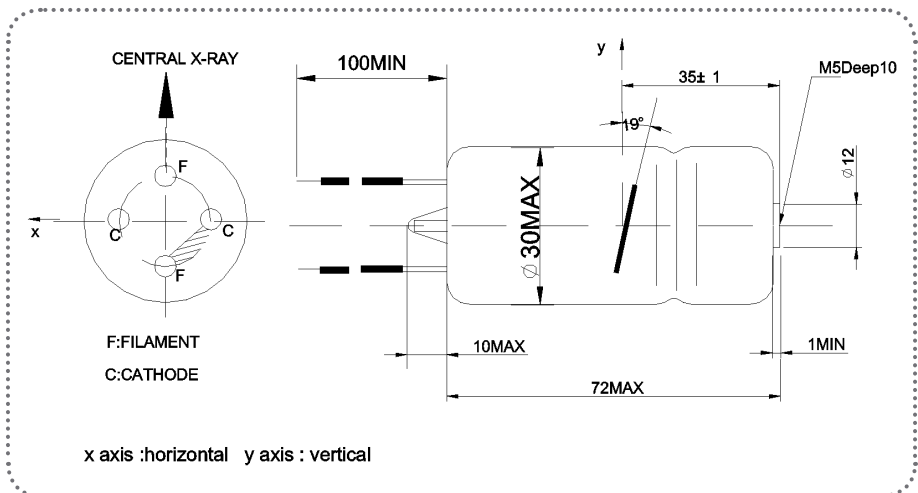 CENTRAL X-RAY
100MIN
y
35± 1
M5Deep10
19°
F
x
C
C
F
ϕ 30MAX
ϕ 12
10MAX
1MIN
72MAX
F:FILAMENT
C:CATHODE
x axis :horizontal y axis : vertical